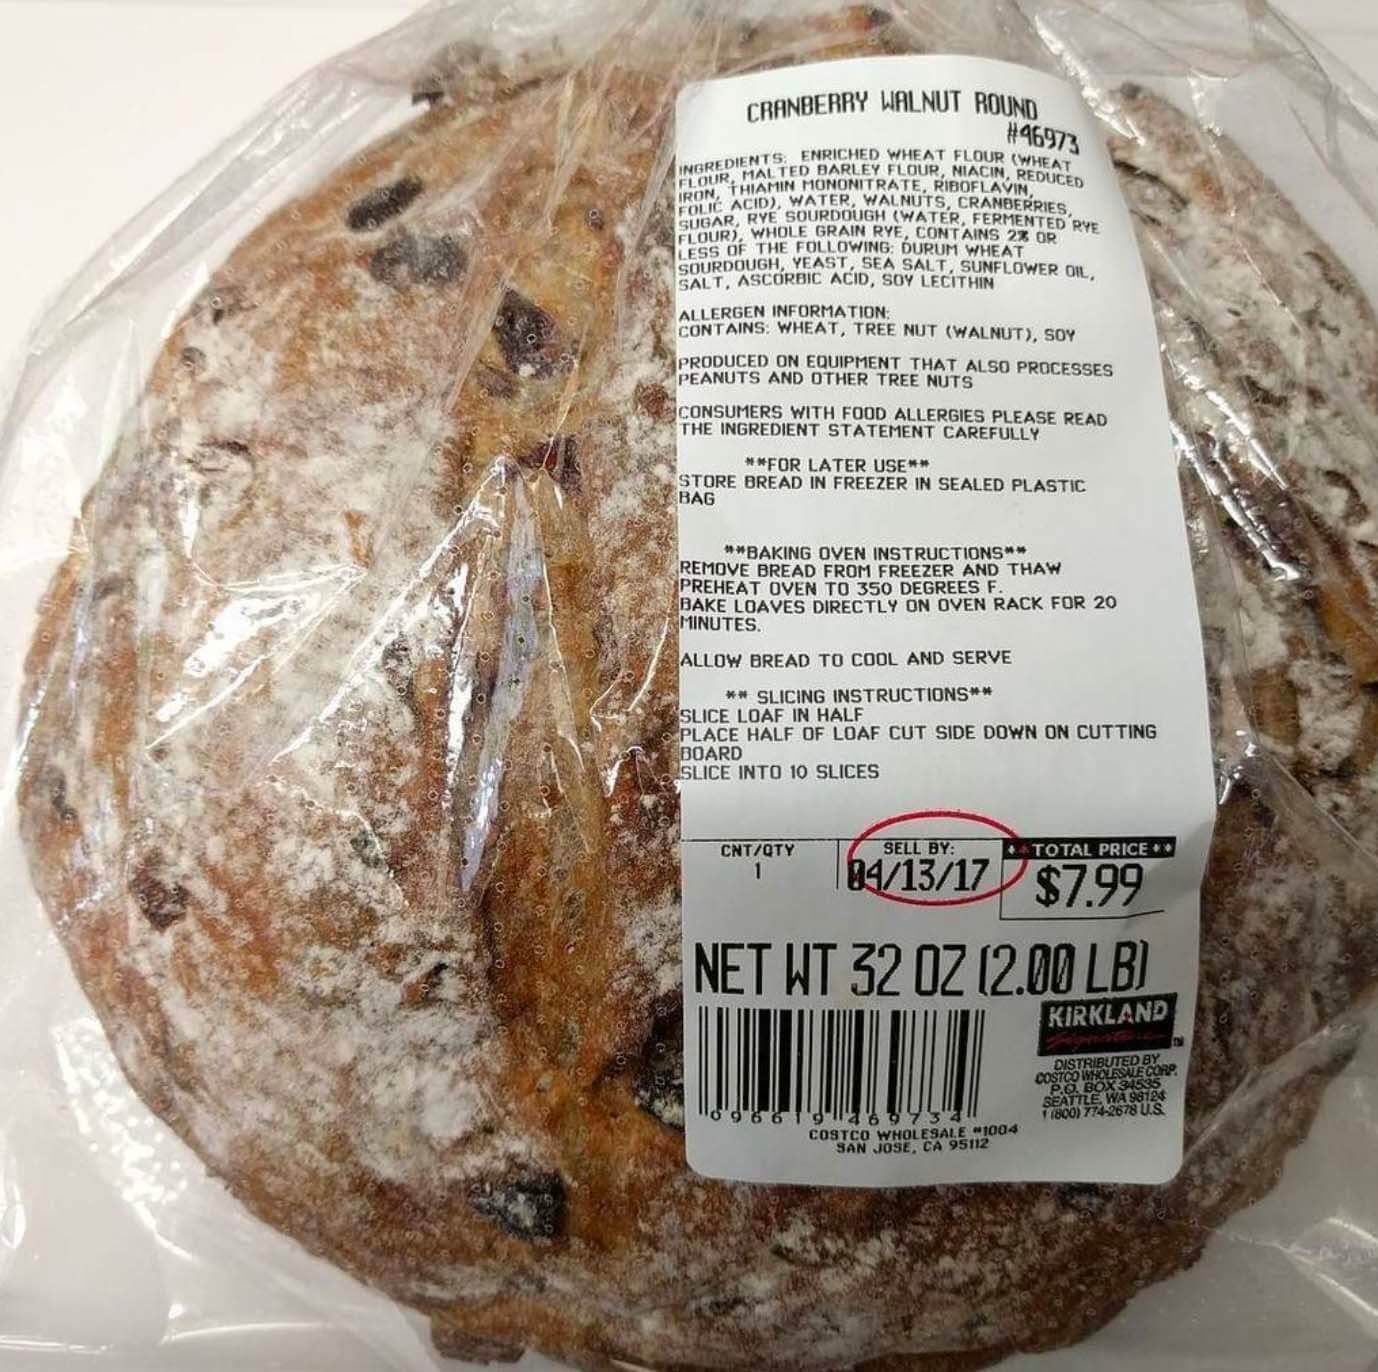 CRANBERRY WALNUT ROUND
#46973
INGREDIENTS: ENRICHED WHEAT FLOUR (WHEAT
FLOUR, MALTED BARLEY FLOUR, NIACIN, REDUCED
IRON, THIAMIN MONONITRATE, RIBOFLAVIN,
FOLIC ACID), WATER, WALNUTS, CRANBERRIES,
SUGAR, RYE SOURDOUGH (WATER, FERMENTED RYE
FLOUR), WHOLE GRAIN RYE, CONTAINS 2% OR
LESS OF THE FOLLOWING: DURUM WHEAT
SOURDOUGH, YEAST, SEA SALT, SUNFLOWER OIL,
SALT, ASCORBIC ACID, SOY LECITHIN
ALLERGEN INFORMATION:
CONTAINS: WHEAT, TREE NUT (WALNUT), SOY
PRODUCED ON EQUIPMENT THAT ALSO PROCESSES
PEANUTS AND OTHER TREE NUTS
CONSUMERS WITH FOOD ALLERGIES PLEASE READ
THE INGREDIENT STATEMENT CAREFULLY
**FOR LATER USE**
STORE BREAD IN FREEZER IN SEALED PLASTIC
BAG
**BAKING OVEN INSTRUCTIONS**
REMOVE BREAD FROM FREEZER AND THAW
PREHEAT OVEN TO 350 DEGREES F.
BAKE LOAVES DIRECTLY ON OVEN RACK FOR 20
MINUTES.
ALLOW BREAD TO COOL AND SERVE
** SLICING INSTRUCTIONS**
SLICE LOAF IN HALF
PLACE HALF OF LOAF CUT SIDE DOWN ON CUTTING
BOARD
SLICE INTO 10 SLICES
CNT/QTY SELL BY: **TOTAL PRICE**
1 04/13/17 $7.99
NET WT 32 OZ (2.00 LB)
KIRKLAND
Signature™
DISTRIBUTED BY
COSTCO WHOLESALE CORP.
P.O. BOX 34535
SEATTLE, WA 98124
1 (800) 774-2678 U.S.
0 96619 46973 4
COSTCO WHOLESALE #1004
SAN JOSE, CA 95112